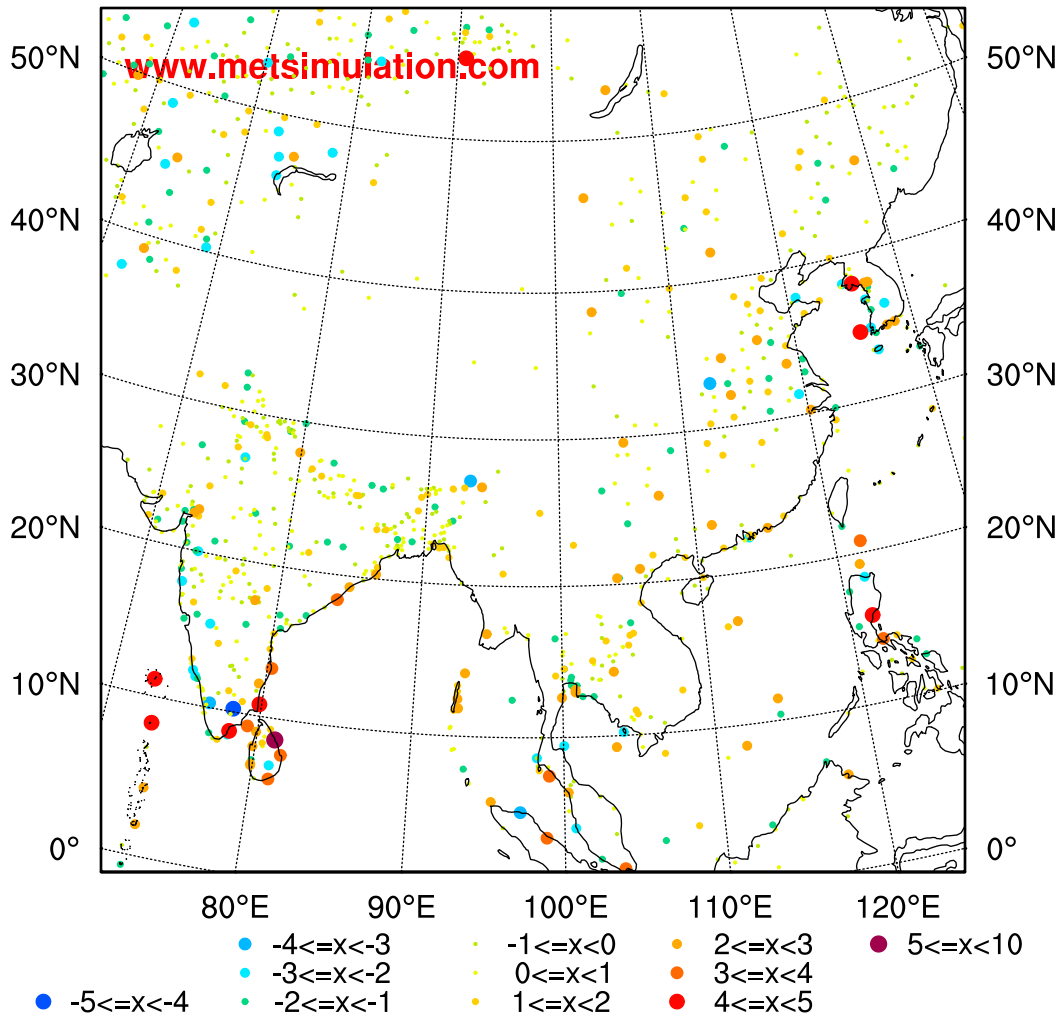 50°N 50°N
www.metsimulation.com
40°N 40°N
30°N 30°N
20°N 20°N
10°N 10°N
0° 0°
80°E 90°E 100°E 110°E 120°E
-4<=x<-3 -1<=x<0 2<=x<3 5<=x<10
-3<=x<-2 0<=x<1 3<=x<4
-5<=x<-4 -2<=x<-1 1<=x<2 4<=x<5